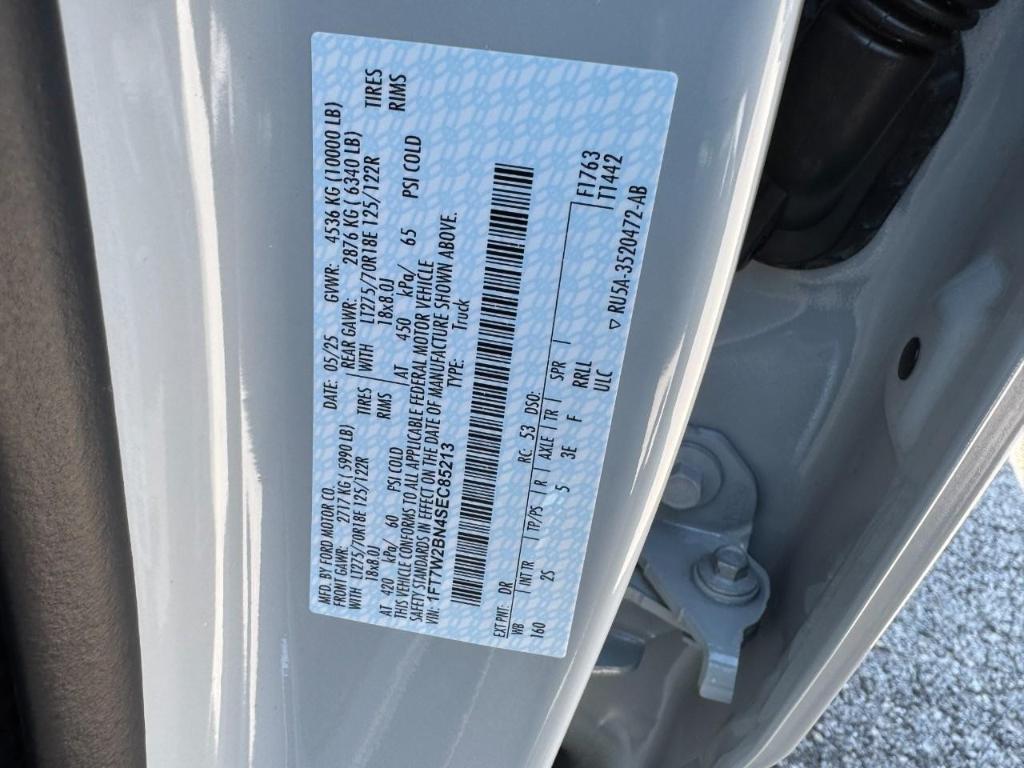 MFD. BY FORD MOTOR CO. DATE: 05/25 GVWR: 4536 KG (10000 LB)
FRONT GAWR: 2717 KG ( 5990 LB) REAR GAWR: 2876 KG ( 6340 LB)
WITH LT275/70R18E 125/122R TIRES WITH LT275/70R18E 125/122R TIRES
18x8.0J RIMS 18x8.0J RIMS
AT 420 kPa/ 60 PSI COLD AT 450 kPa/ 65 PSI COLD
THIS VEHICLE CONFORMS TO ALL APPLICABLE FEDERAL MOTOR VEHICLE
SAFETY STANDARDS IN EFFECT ON THE DATE OF MANUFACTURE SHOWN ABOVE.
VIN: 1FT7W2BN4SEC85213 TYPE: Truck
EXT PNT: DR RC: 53 DSO:
WB INT TR TP/PS R AXLE TR SPR F1763
160 2S 5 3E F RRLL T1442
ULC
▽ RU5A-3520472-AB